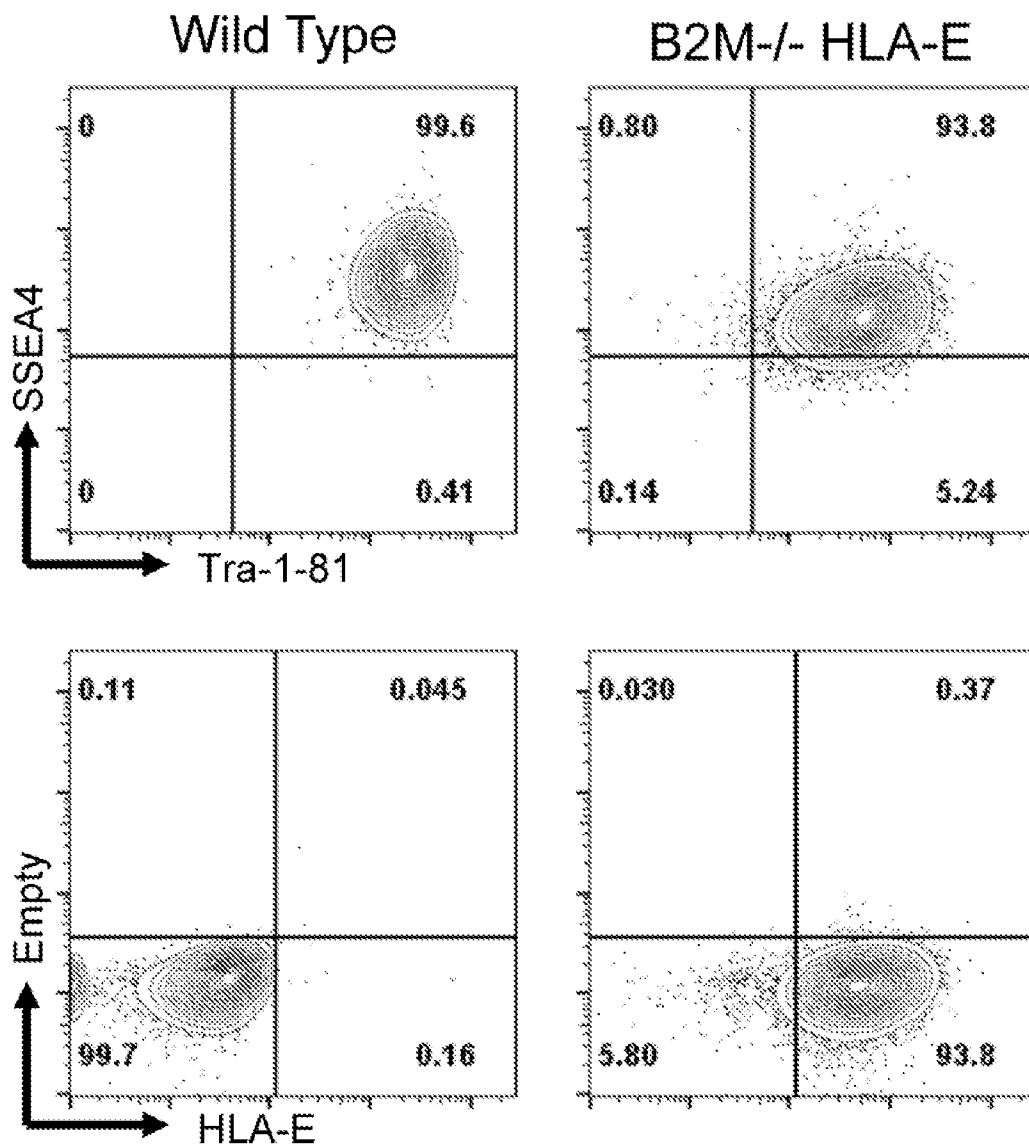 Wild Type
B2M-/- HLA-E
0 99.6
0.80 93.8
SSEA4
0 0.41
0.14 5.24
Tra-1-81
0.11 0.045
0.030 0.37
Empty
99.7 0.16
5.80 93.8
HLA-E